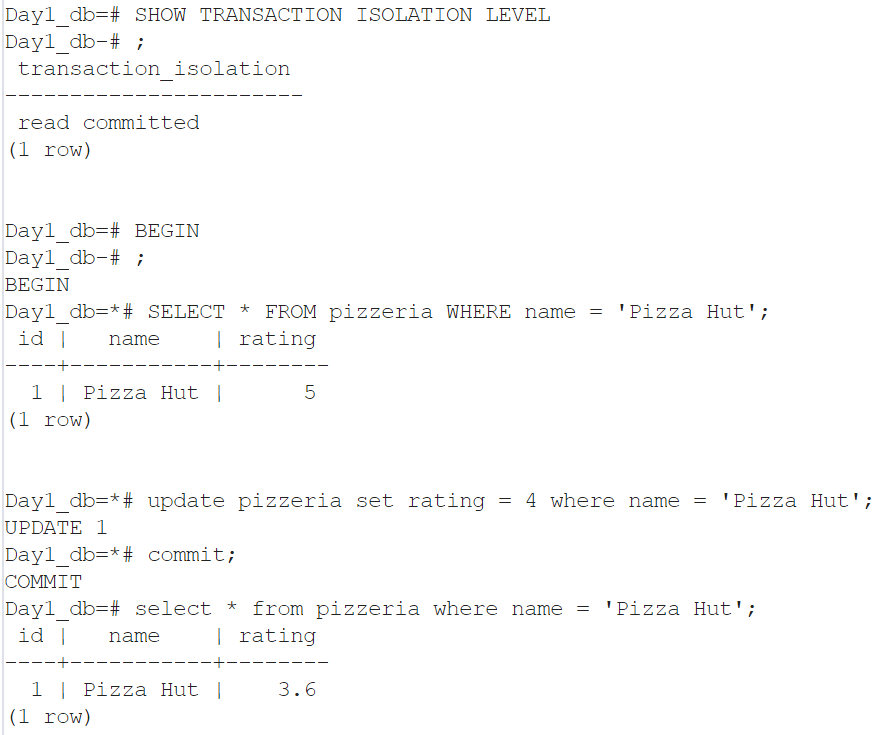 Day1_db=# SHOW TRANSACTION ISOLATION LEVEL
Day1_db-# ;
 transaction_isolation
-----------------------
 read committed
(1 row)
Day1_db=# BEGIN
Day1_db-# ;
BEGIN
Day1_db=*# SELECT * FROM pizzeria WHERE name = 'Pizza Hut';
 id |   name    | rating
----+-----------+--------
  1 | Pizza Hut |      5
(1 row)
Day1_db=*# update pizzeria set rating = 4 where name = 'Pizza Hut';
UPDATE 1
Day1_db=*# commit;
COMMIT
Day1_db=# select * from pizzeria where name = 'Pizza Hut';
 id |   name    | rating
----+-----------+--------
  1 | Pizza Hut |    3.6
(1 row)